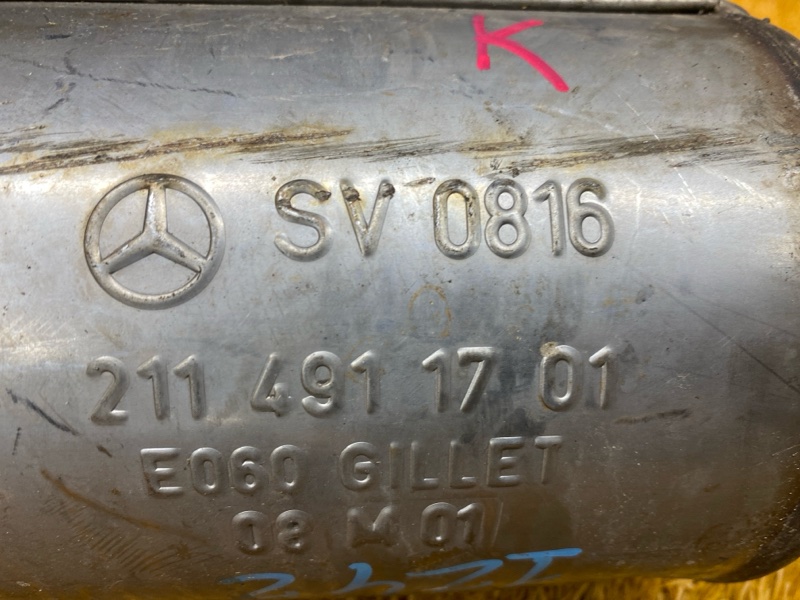 K
SV 0816
211 491 17 01
E060 GILLET
08 M 01